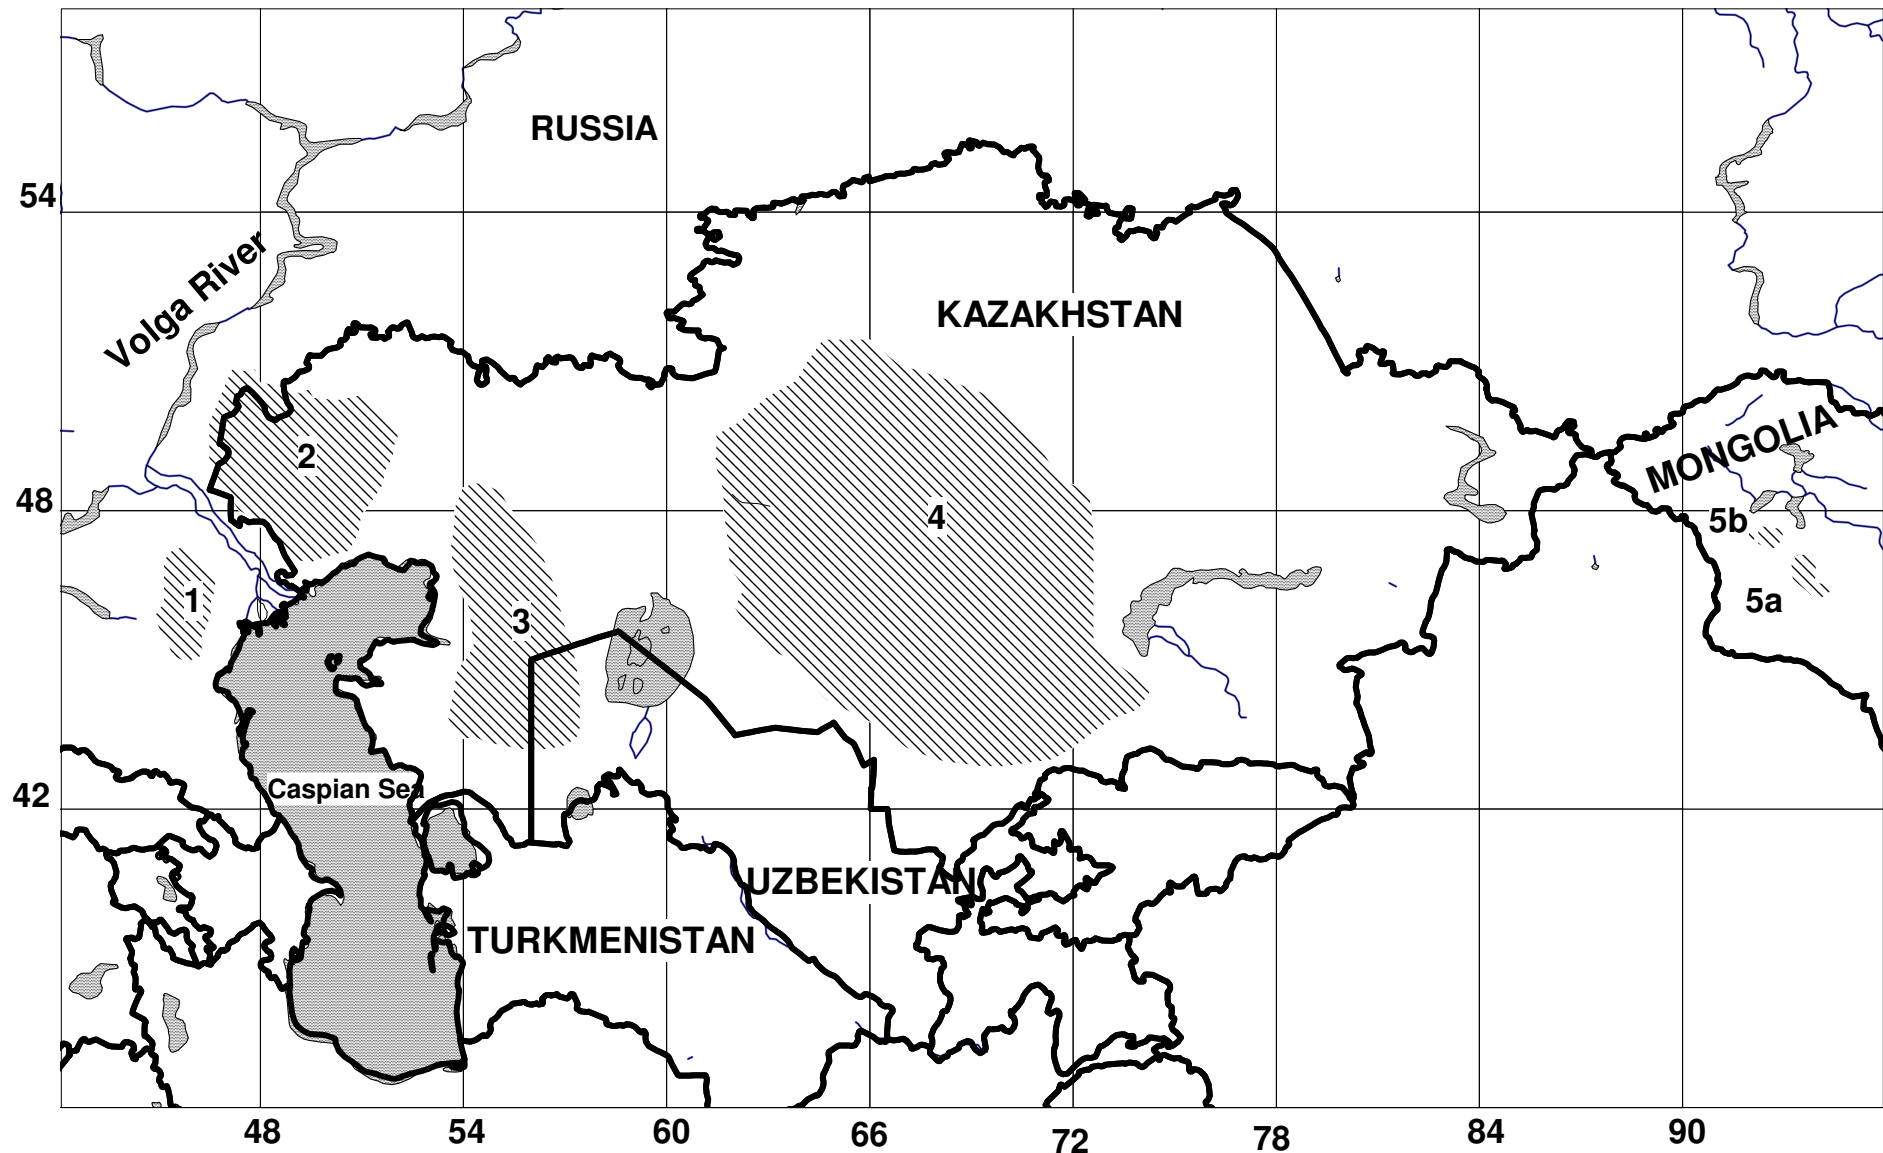 RUSSIA
54
Volga River
KAZAKHSTAN
2
MONGOLIA
48
4
5b
1
3
5a
Caspian Sea
42
UZBEKISTAN
TURKMENISTAN
48 54 60 66 72 78 84 90